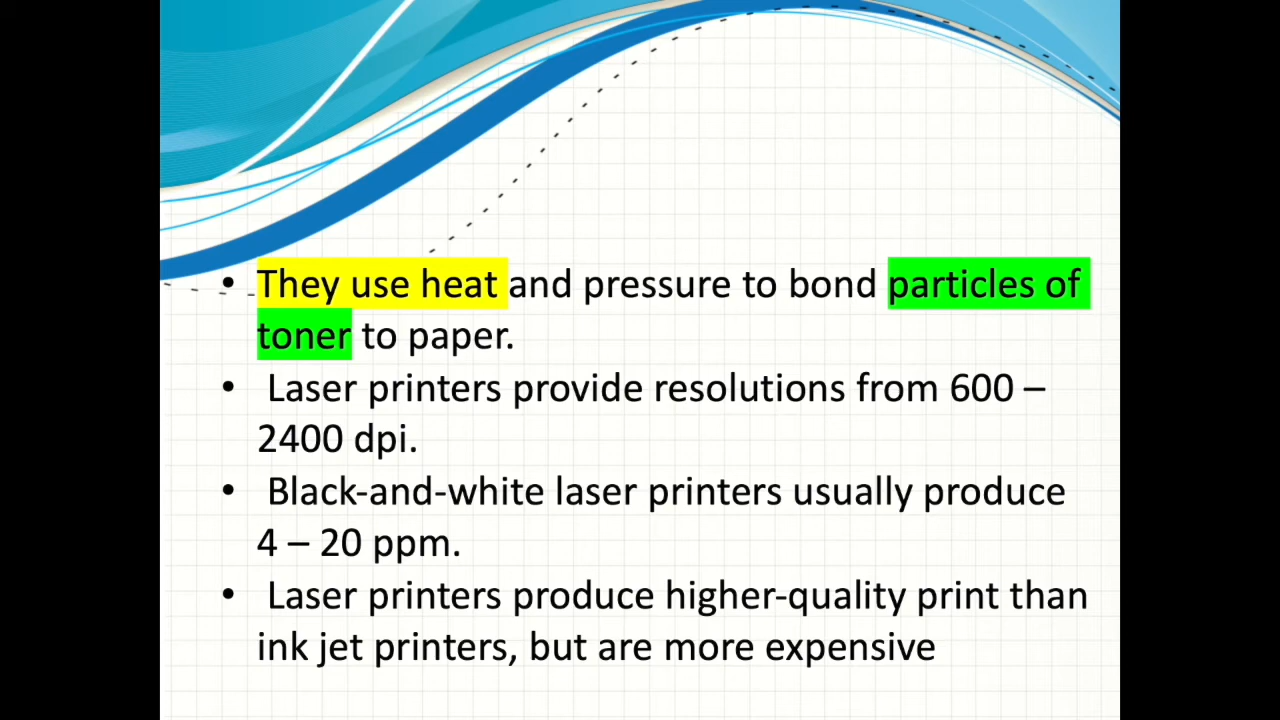 • They use heat and pressure to bond particles of
toner to paper.
• Laser printers provide resolutions from 600 –
2400 dpi.
• Black-and-white laser printers usually produce
4 – 20 ppm.
• Laser printers produce higher-quality print than
ink jet printers, but are more expensive